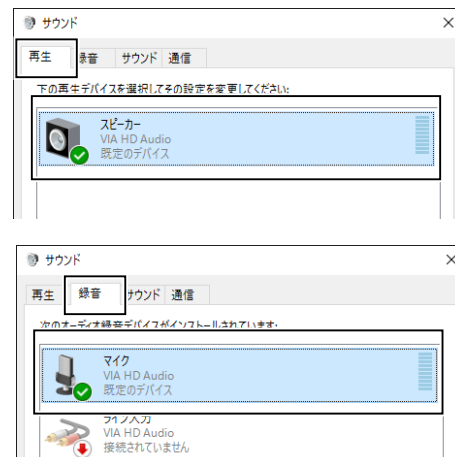 サウンド
再生 録音 サウンド 通信
下の再生デバイスを選択してその設定を変更してください:
スピーカー
VIA HD Audio
既定のデバイス
サウンド
再生 録音 サウンド 通信
次のオーディオ録音デバイスがインストールされています:
マイク
VIA HD Audio
既定のデバイス
ライン入力
VIA HD Audio
接続されていません